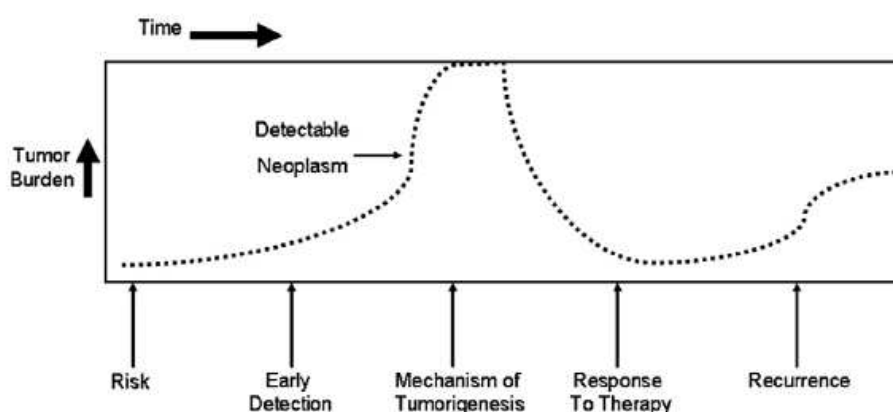 Time
Detectable
Neoplasm
Tumor
Burden
Risk
Early
Detection
Mechanism of
Tumorigenesis
Response
To Therapy
Recurrence